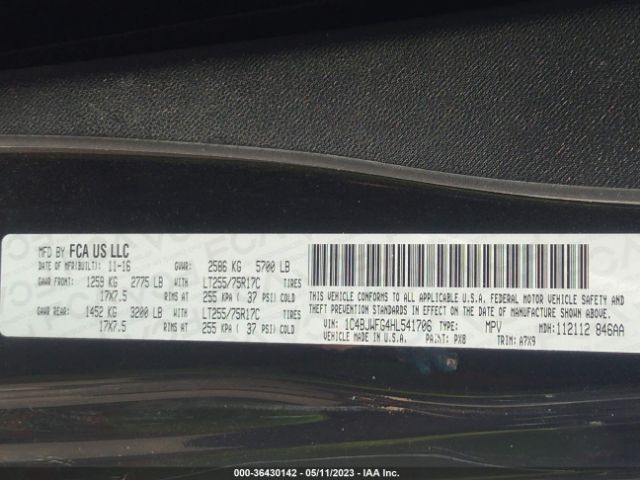 MFD BY FCA US LLC
DATE OF MFR(BUILT): 11-16 GVWR: 2586 KG 5700 LB
GAWR FRONT: 1259 KG 2775 LB WITH LT255/75R17C TIRES
17X7.5 RIMS AT 255 KPA ( 37 PSI) COLD
GAWR REAR: 1452 KG 3200 LB WITH LT255/75R17C TIRES
17X7.5 RIMS AT 255 KPA ( 37 PSI) COLD
THIS VEHICLE CONFORMS TO ALL APPLICABLE U.S.A. FEDERAL MOTOR VEHICLE SAFETY AND
THEFT PREVENTION STANDARDS IN EFFECT ON THE DATE OF MANUFACTURE SHOWN ABOVE.
VIN: 1C4BJWFG4HL541706 TYPE: MPV MDH: 112112 846AA
VEHICLE MADE IN U.S.A. PAINT: PX8 TRIM: A7X9
000-36430142 - 05/11/2023 - IAA Inc.